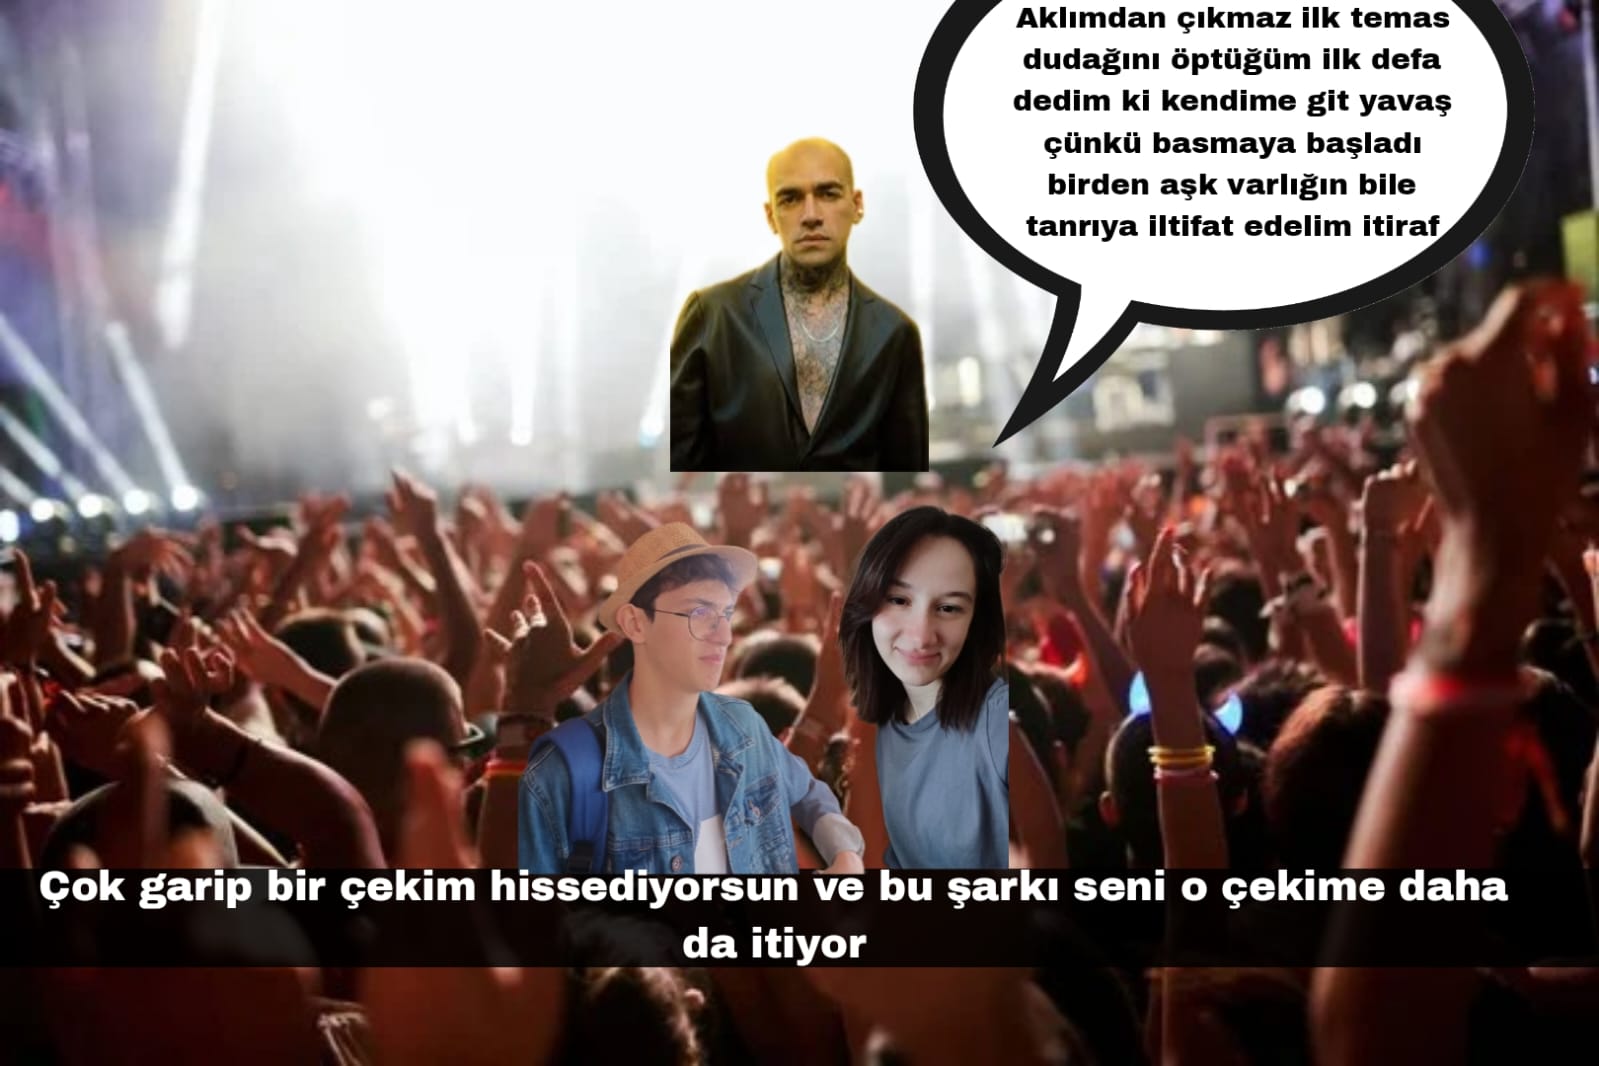 Aklımdan çıkmaz ilk temas
dudağını öptüğüm ilk defa
dedim ki kendime git yavaş
çünkü basmaya başladı
birden aşk varlığın bile
tanrıya iltifat edelim itiraf
Çok garip bir çekim hissediyorsun ve bu şarkı seni o çekime daha
da itiyor